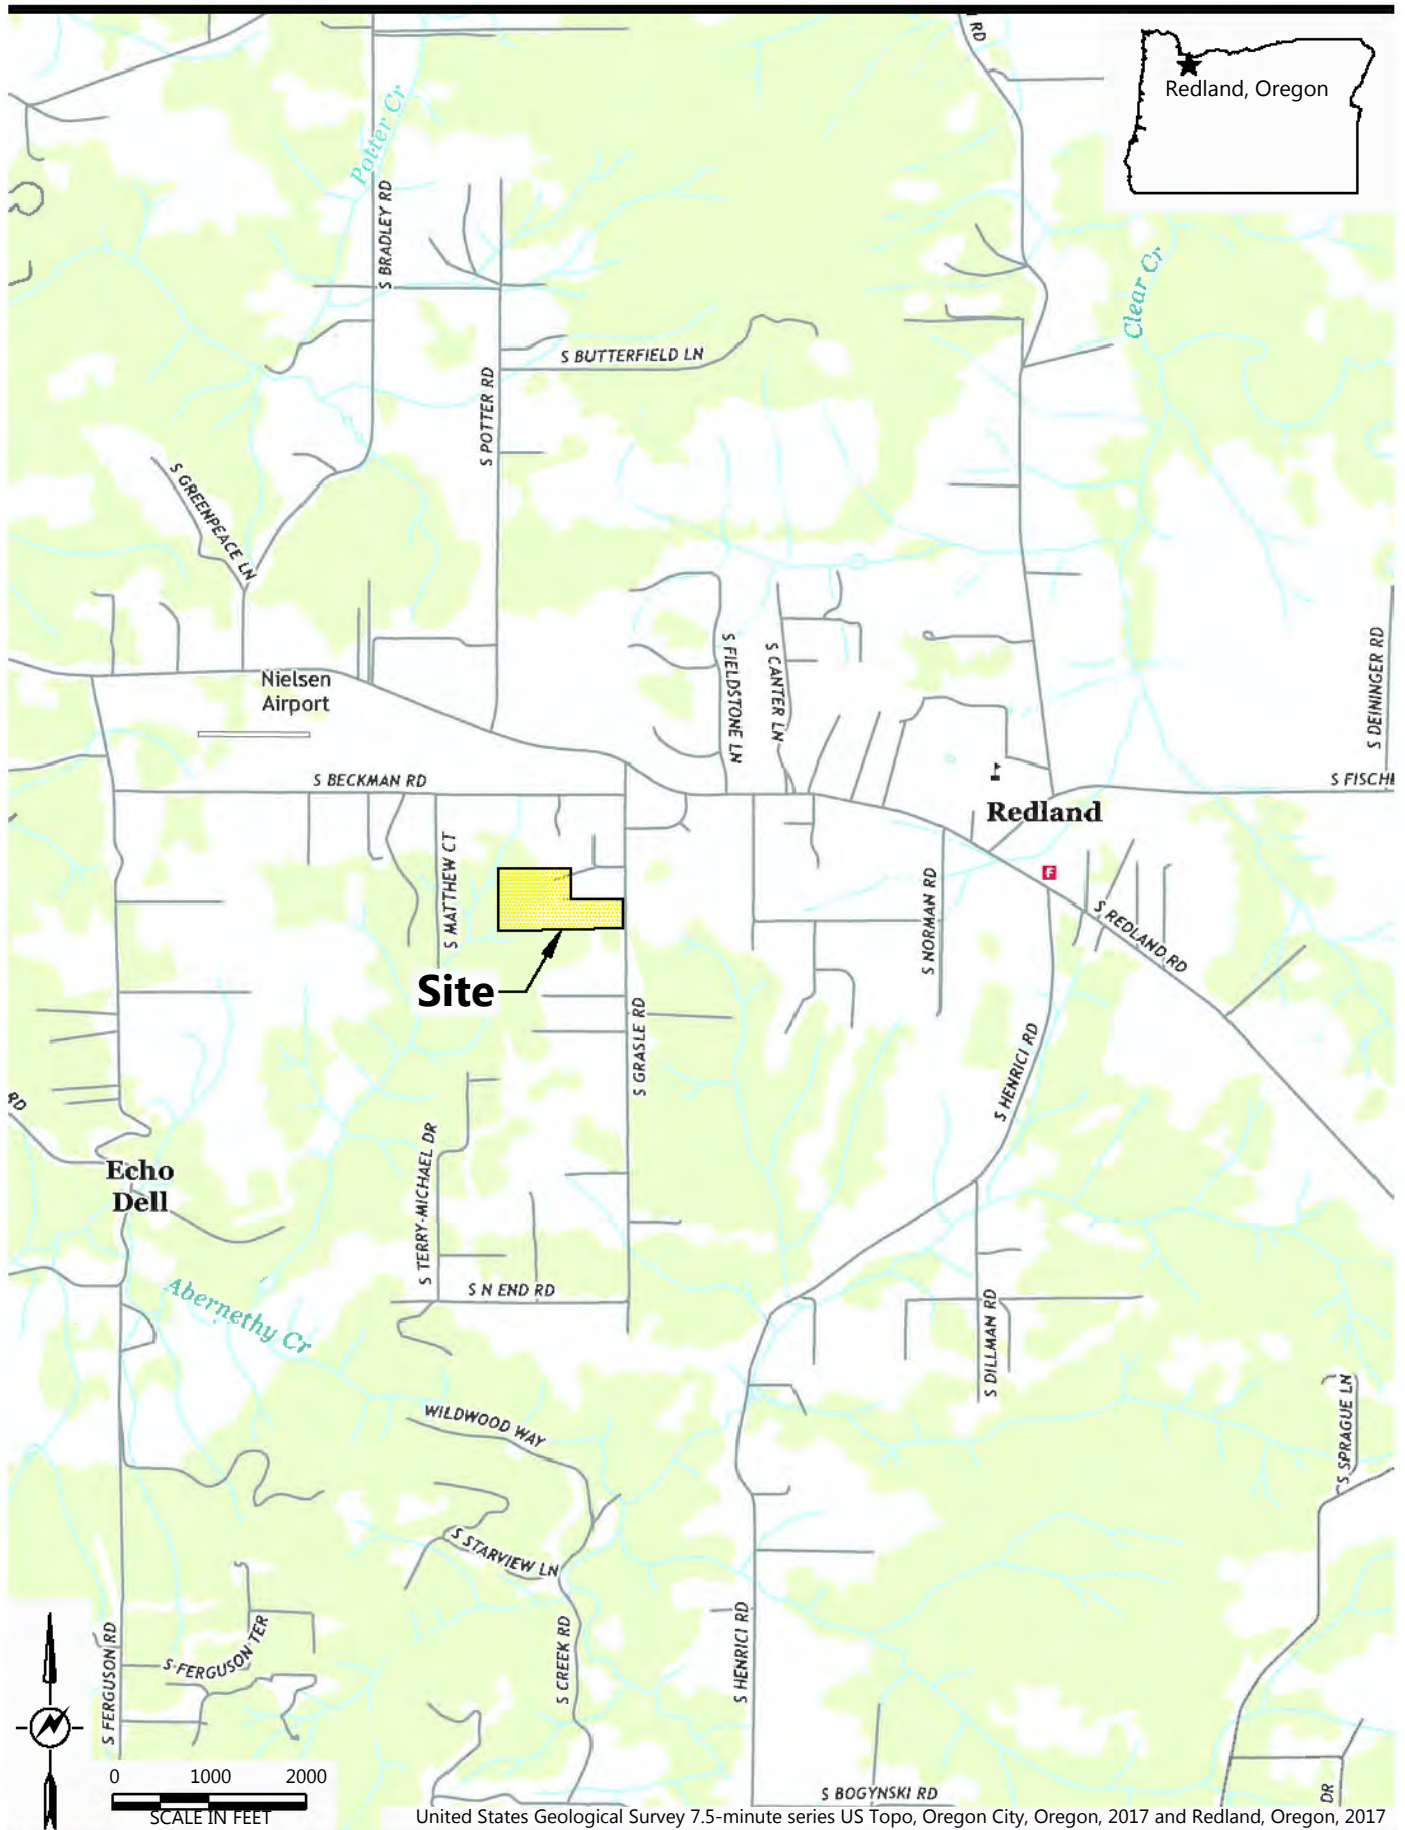 RD
Redland, Oregon
Potter Cr
S BRADLEY RD
Clear Cr
S BUTTERFIELD LN
S POTTER RD
S GREENPEACE LN
S FIELDSTONE LN
S CANTER LN
S DEININGER RD
Nielsen
Airport
S BECKMAN RD
S FISCH
Redland
S MATTHEW CT
F
S NORMAN RD
S REDLAND RD
Site
S GRASLE RD
S HENRICI RD
RD
Echo
Dell
S TERRY-MICHAEL DR
S N END RD
Abernethy Cr
S DILLMAN RD
WILDWOOD WAY
S SPRAGUE LN
S STARVIEW LN
S FERGUSON RD
S FERGUSON TER
S CREEK RD
S HENRICI RD
0 1000 2000
SCALE IN FEET
S BOGYNSKI RD
DR
United States Geological Survey 7.5-minute series US Topo, Oregon City, Oregon, 2017 and Redland, Oregon, 2017